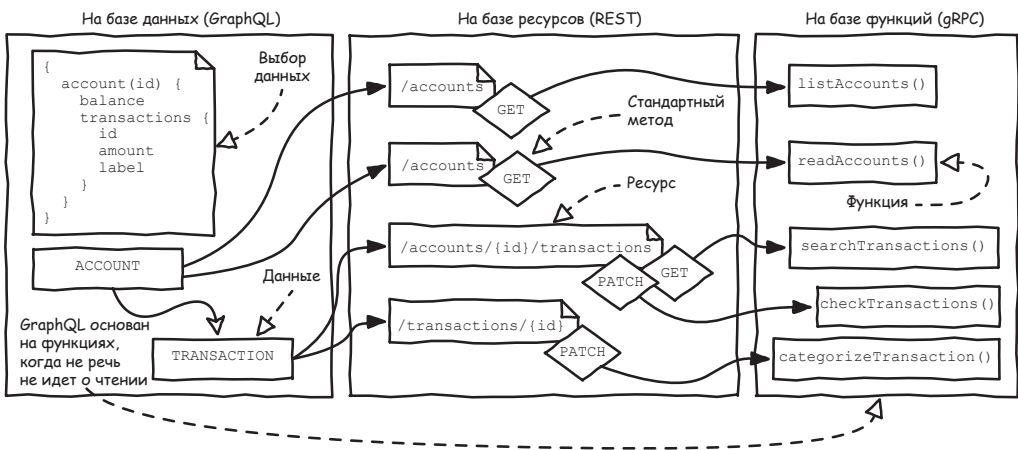 На базе данных (GraphQL)
{
account(id) {
balance
transactions {
id
amount
label
}
}
}
Выбор
данных
ACCOUNT
Данные
TRANSACTION
GraphQL основан
на функциях,
когда не речь
не идет о чтении
На базе ресурсов (REST)
/accounts
GET
Стандартный
метод
/accounts
GET
Ресурс
/accounts/{id}/transactions
GET
PATCH
/transactions/{id}
PATCH
На базе функций (gRPC)
listAccounts()
readAccounts()
Функция
searchTransactions()
checkTransactions()
categorizeTransaction()